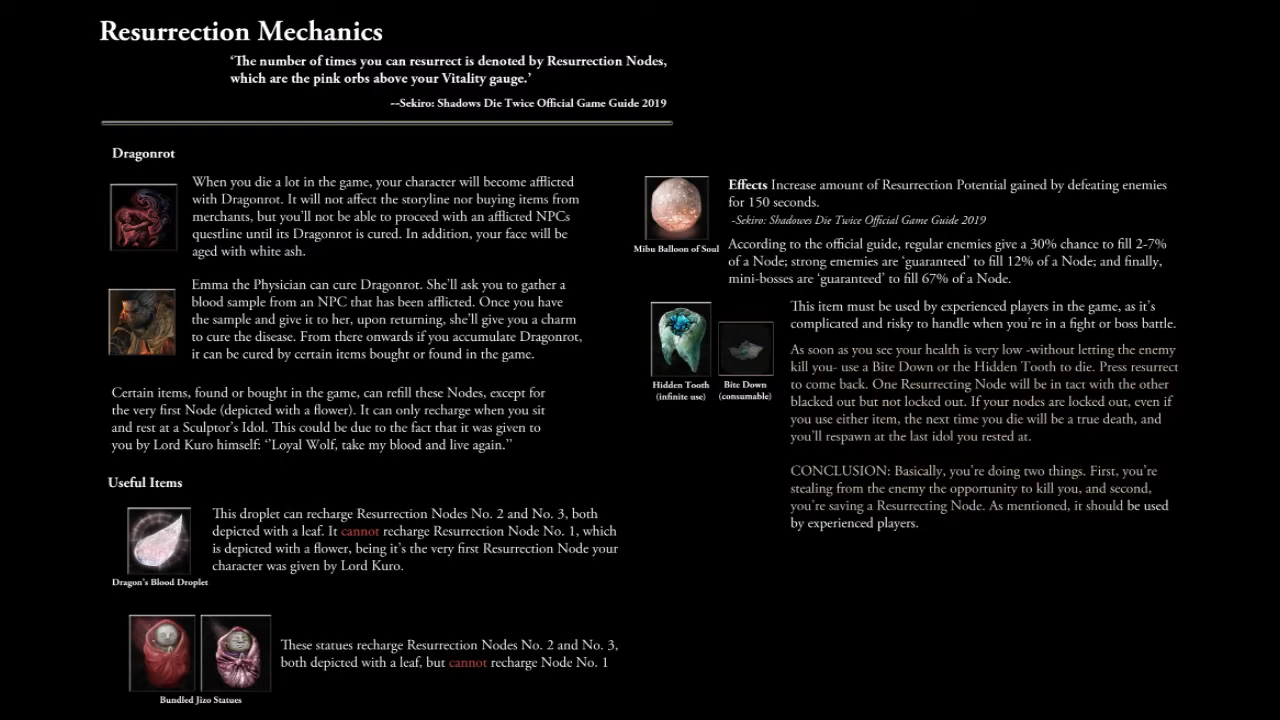 Resurrection Mechanics
‘The number of times you can resurrect is denoted by Resurrection Nodes,
which are the pink orbs above your Vitality gauge.’
--Sekiro: Shadows Die Twice Official Game Guide 2019
Dragonrot
When you die a lot in the game, your character will become afflicted
with Dragonrot. It will not affect the storyline nor buying items from
merchants, but you’ll not be able to proceed with an afflicted NPCs
questline until its Dragonrot is cured. In addition, your face will be
aged with white ash.
Emma the Physician can cure Dragonrot. She’ll ask you to gather a
blood sample from an NPC that has been afflicted. Once you have
the sample and give it to her, upon returning, she’ll give you a charm
to cure the disease. From there onwards if you accumulate Dragonrot,
it can be cured by certain items bought or found in the game.
Certain items, found or bought in the game, can refill these Nodes, except for
the very first Node (depicted with a flower). It can only recharge when you sit
and rest at a Sculptor’s Idol. This could be due to the fact that it was given to
you by Lord Kuro himself: ‘’Loyal Wolf, take my blood and live again.’’
Useful Items
This droplet can recharge Resurrection Nodes No. 2 and No. 3, both
depicted with a leaf. It cannot recharge Resurrection Node No. 1, which
is depicted with a flower, being it’s the very first Resurrection Node your
character was given by Lord Kuro.
Dragon’s Blood Droplet
These statues recharge Resurrection Nodes No. 2 and No. 3,
both depicted with a leaf, but cannot recharge Node No. 1
Bundled Jizo Statues
Effects Increase amount of Resurrection Potential gained by defeating enemies
for 150 seconds.
-Sekiro: Shadowes Die Twice Official Game Guide 2019
Mibu Balloon of Soul
According to the official guide, regular enemies give a 30% chance to fill 2-7%
of a Node; strong ememies are ‘guaranteed’ to fill 12% of a Node; and finally,
mini-bosses are ‘guaranteed’ to fill 67% of a Node.
This item must be used by experienced players in the game, as it’s
complicated and risky to handle when you’re in a fight or boss battle.
As soon as you see your health is very low -without letting the enemy
kill you- use a Bite Down or the Hidden Tooth to die. Press resurrect
to come back. One Resurrecting Node will be in tact with the other
blacked out but not locked out. If your nodes are locked out, even if
you use either item, the next time you die will be a true death, and
you’ll respawn at the last idol you rested at.
Hidden Tooth
(infinite use)
Bite Down
(consumable)
CONCLUSION: Basically, you’re doing two things. First, you’re
stealing from the enemy the opportunity to kill you, and second,
you’re saving a Resurrecting Node. As mentioned, it should be used
by experienced players.